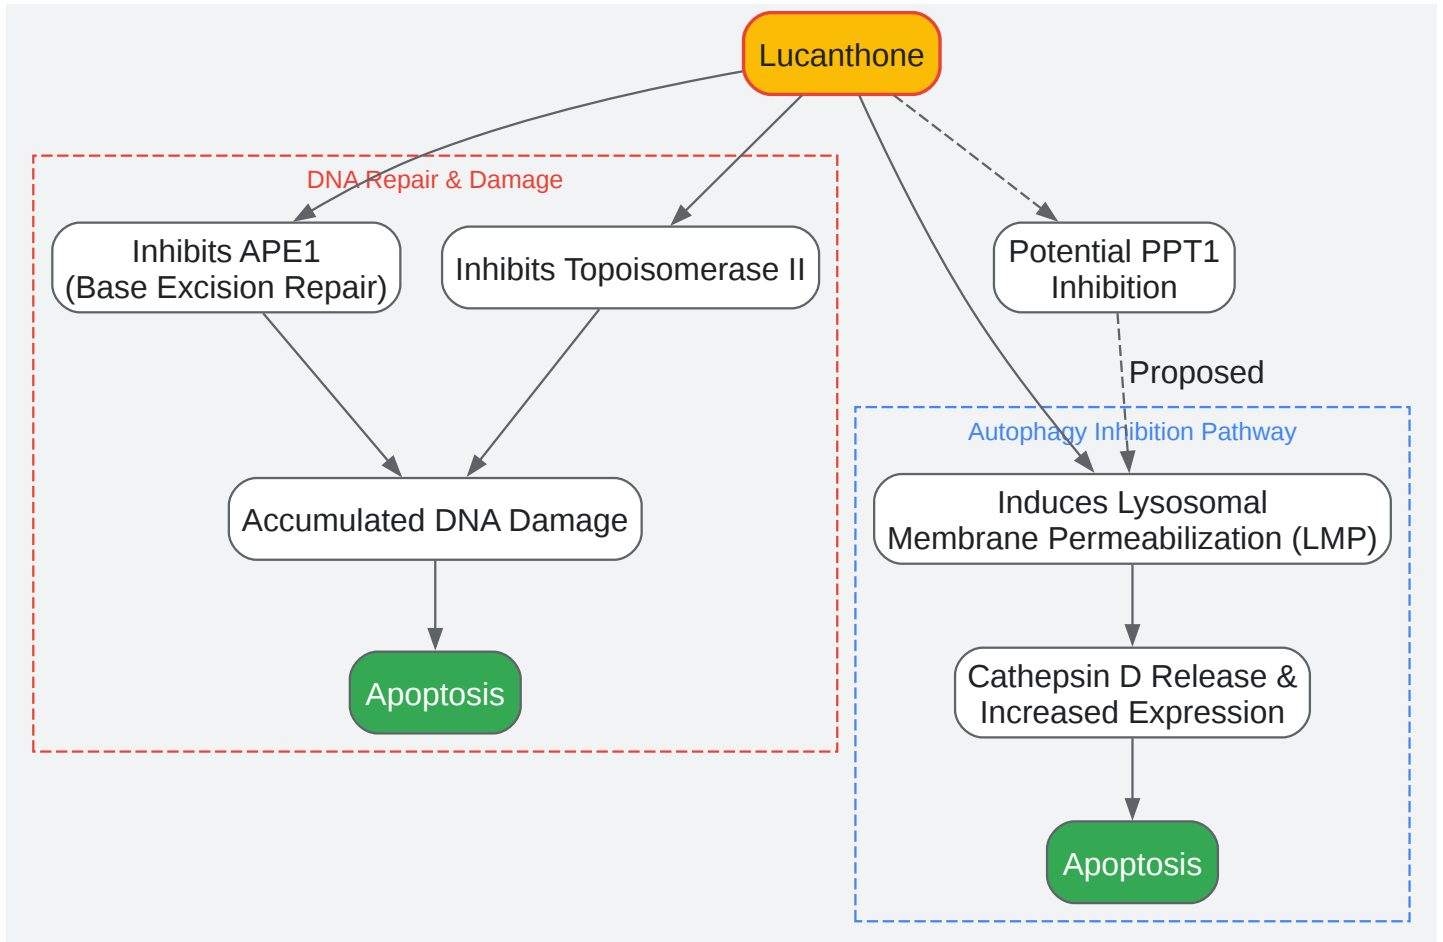 Lucanthone
DNA Repair & Damage
Inhibits APE1
(Base Excision Repair)
Inhibits Topoisomerase II
Potential PPT1
Inhibition
Proposed
Accumulated DNA Damage
Apoptosis
Autophagy Inhibition Pathway
Induces Lysosomal
Membrane Permeabilization (LMP)
Cathepsin D Release &
Increased Expression
Apoptosis